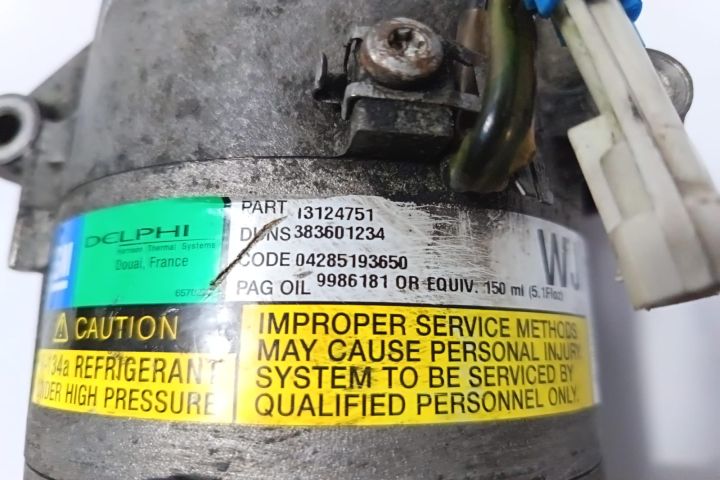 PART 13124751
DUNS 383601234
CODE 04285193650
PAG OIL 9986181 OR EQUIV. 150 ml (5.1Floz)
DELPHI
Harrison Thermal Systems
Douai, France
⚠ CAUTION
-134a REFRIGERANT
UNDER HIGH PRESSURE
IMPROPER SERVICE METHODS
MAY CAUSE PERSONAL INJURY.
SYSTEM TO BE SERVICED BY
QUALIFIED PERSONNEL ONLY.